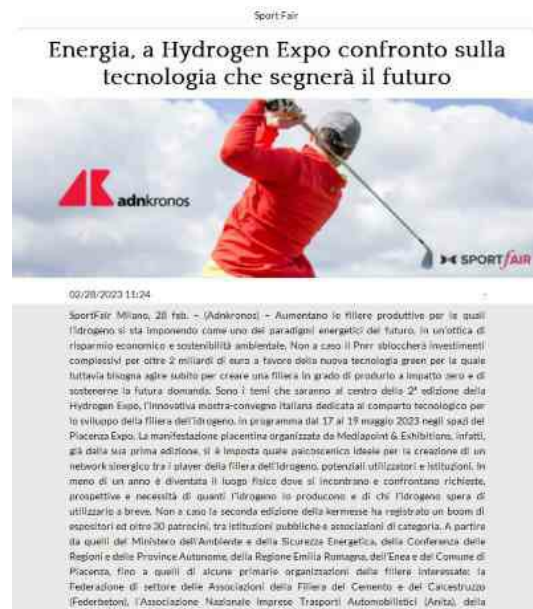 Sport Fair
Energia, a Hydrogen Expo confronto sulla
tecnologia che segnerà il futuro
adnkronos
SPORTFAIR
02/28/2023 11:24
SportFair Milano, 28 feb. – (Adnkronos) – Aumentano le filiere produttive per le quali
l'idrogeno si sta imponendo come uno dei paradigmi energetici del futuro, in un'ottica di
risparmio economico e sostenibilità ambientale. Non a caso il Pnrr sbloccherà investimenti
complessivi per oltre 2 miliardi di euro a favore della nuova tecnologia green per la quale
tuttavia bisogna agire subito per creare una filiera in grado di produrlo a impatto zero e di
sostenerne la futura domanda. Sono i temi che saranno al centro della 2ª edizione della
Hydrogen Expo, l'innovativa mostra-convegno italiana dedicata al comparto tecnologico per
lo sviluppo della filiera dell'idrogeno, in programma dal 17 al 19 maggio 2023 negli spazi del
Piacenza Expo. La manifestazione piacentina organizzata da Mediapoint & Exhibitions, infatti,
già dalla sua prima edizione, si è imposta quale palcoscenico ideale per la creazione di un
network sinergico tra i player della filiera dell'idrogeno, potenziali utilizzatori e istituzioni. In
meno di un anno è diventata il luogo fisico dove si incontrano e confrontano richieste,
prospettive e necessità di quanti l'idrogeno lo producono e di chi l'idrogeno spera di
utilizzarlo a breve. Non a caso la seconda edizione della kermesse ha registrato un boom di
espositori ed oltre 30 patrocini, tra istituzioni pubbliche e associazioni di categoria. A partire
da quelli del Ministero dell'Ambiente e della Sicurezza Energetica, della Conferenza delle
Regioni e delle Province Autonome, della Regione Emilia Romagna, dell'Enea e del Comune di
Piacenza, fino a quelli di alcune primarie organizzazioni delle filiere interessate: la
Federazione di settore delle Associazioni della Filiera del Cemento e del Calcestruzzo
(Federbeton), l'Associazione Nazionale Imprese Trasporti Automobilistici (Anita), della